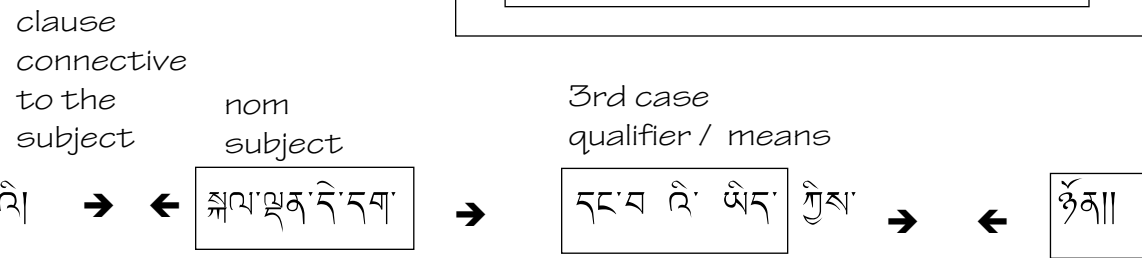 clause
connective
to the
subject
nom
subject
3rd case
qualifier / means
འི། སྐལ་ལྡན་དེ་དག་ དང་བ འི་ ཡིད་ ཀྱིས་ ཉོན།།